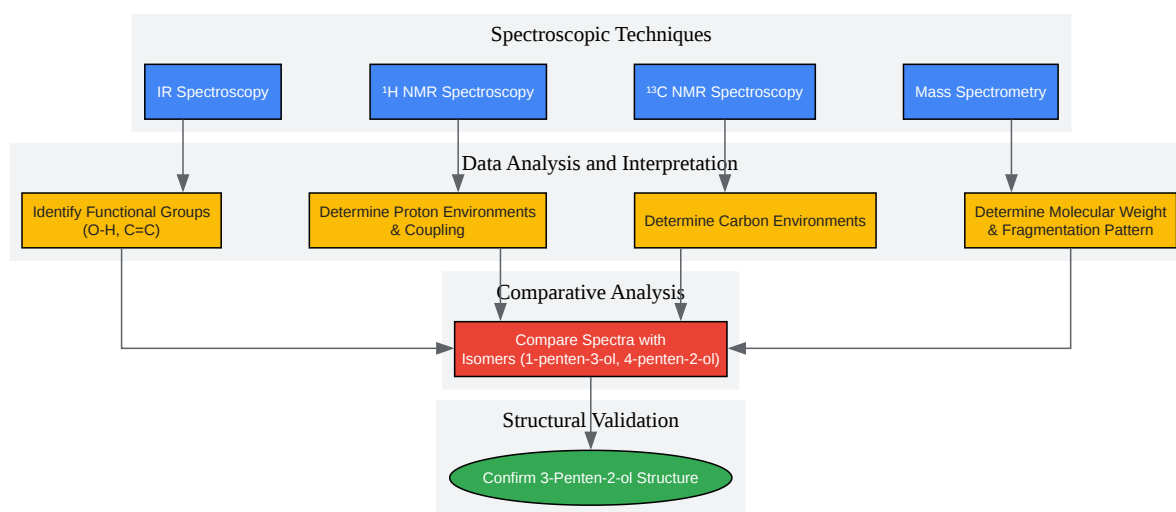 Spectroscopic Techniques
IR Spectroscopy
¹H NMR Spectroscopy
¹³C NMR Spectroscopy
Mass Spectrometry
Data Analysis and Interpretation
Identify Functional Groups
(O-H, C=C)
Determine Proton Environments
& Coupling
Determine Carbon Environments
Determine Molecular Weight
& Fragmentation Pattern
Comparative Analysis
Compare Spectra with
Isomers (1-penten-3-ol, 4-penten-2-ol)
Structural Validation
Confirm 3-Penten-2-ol Structure